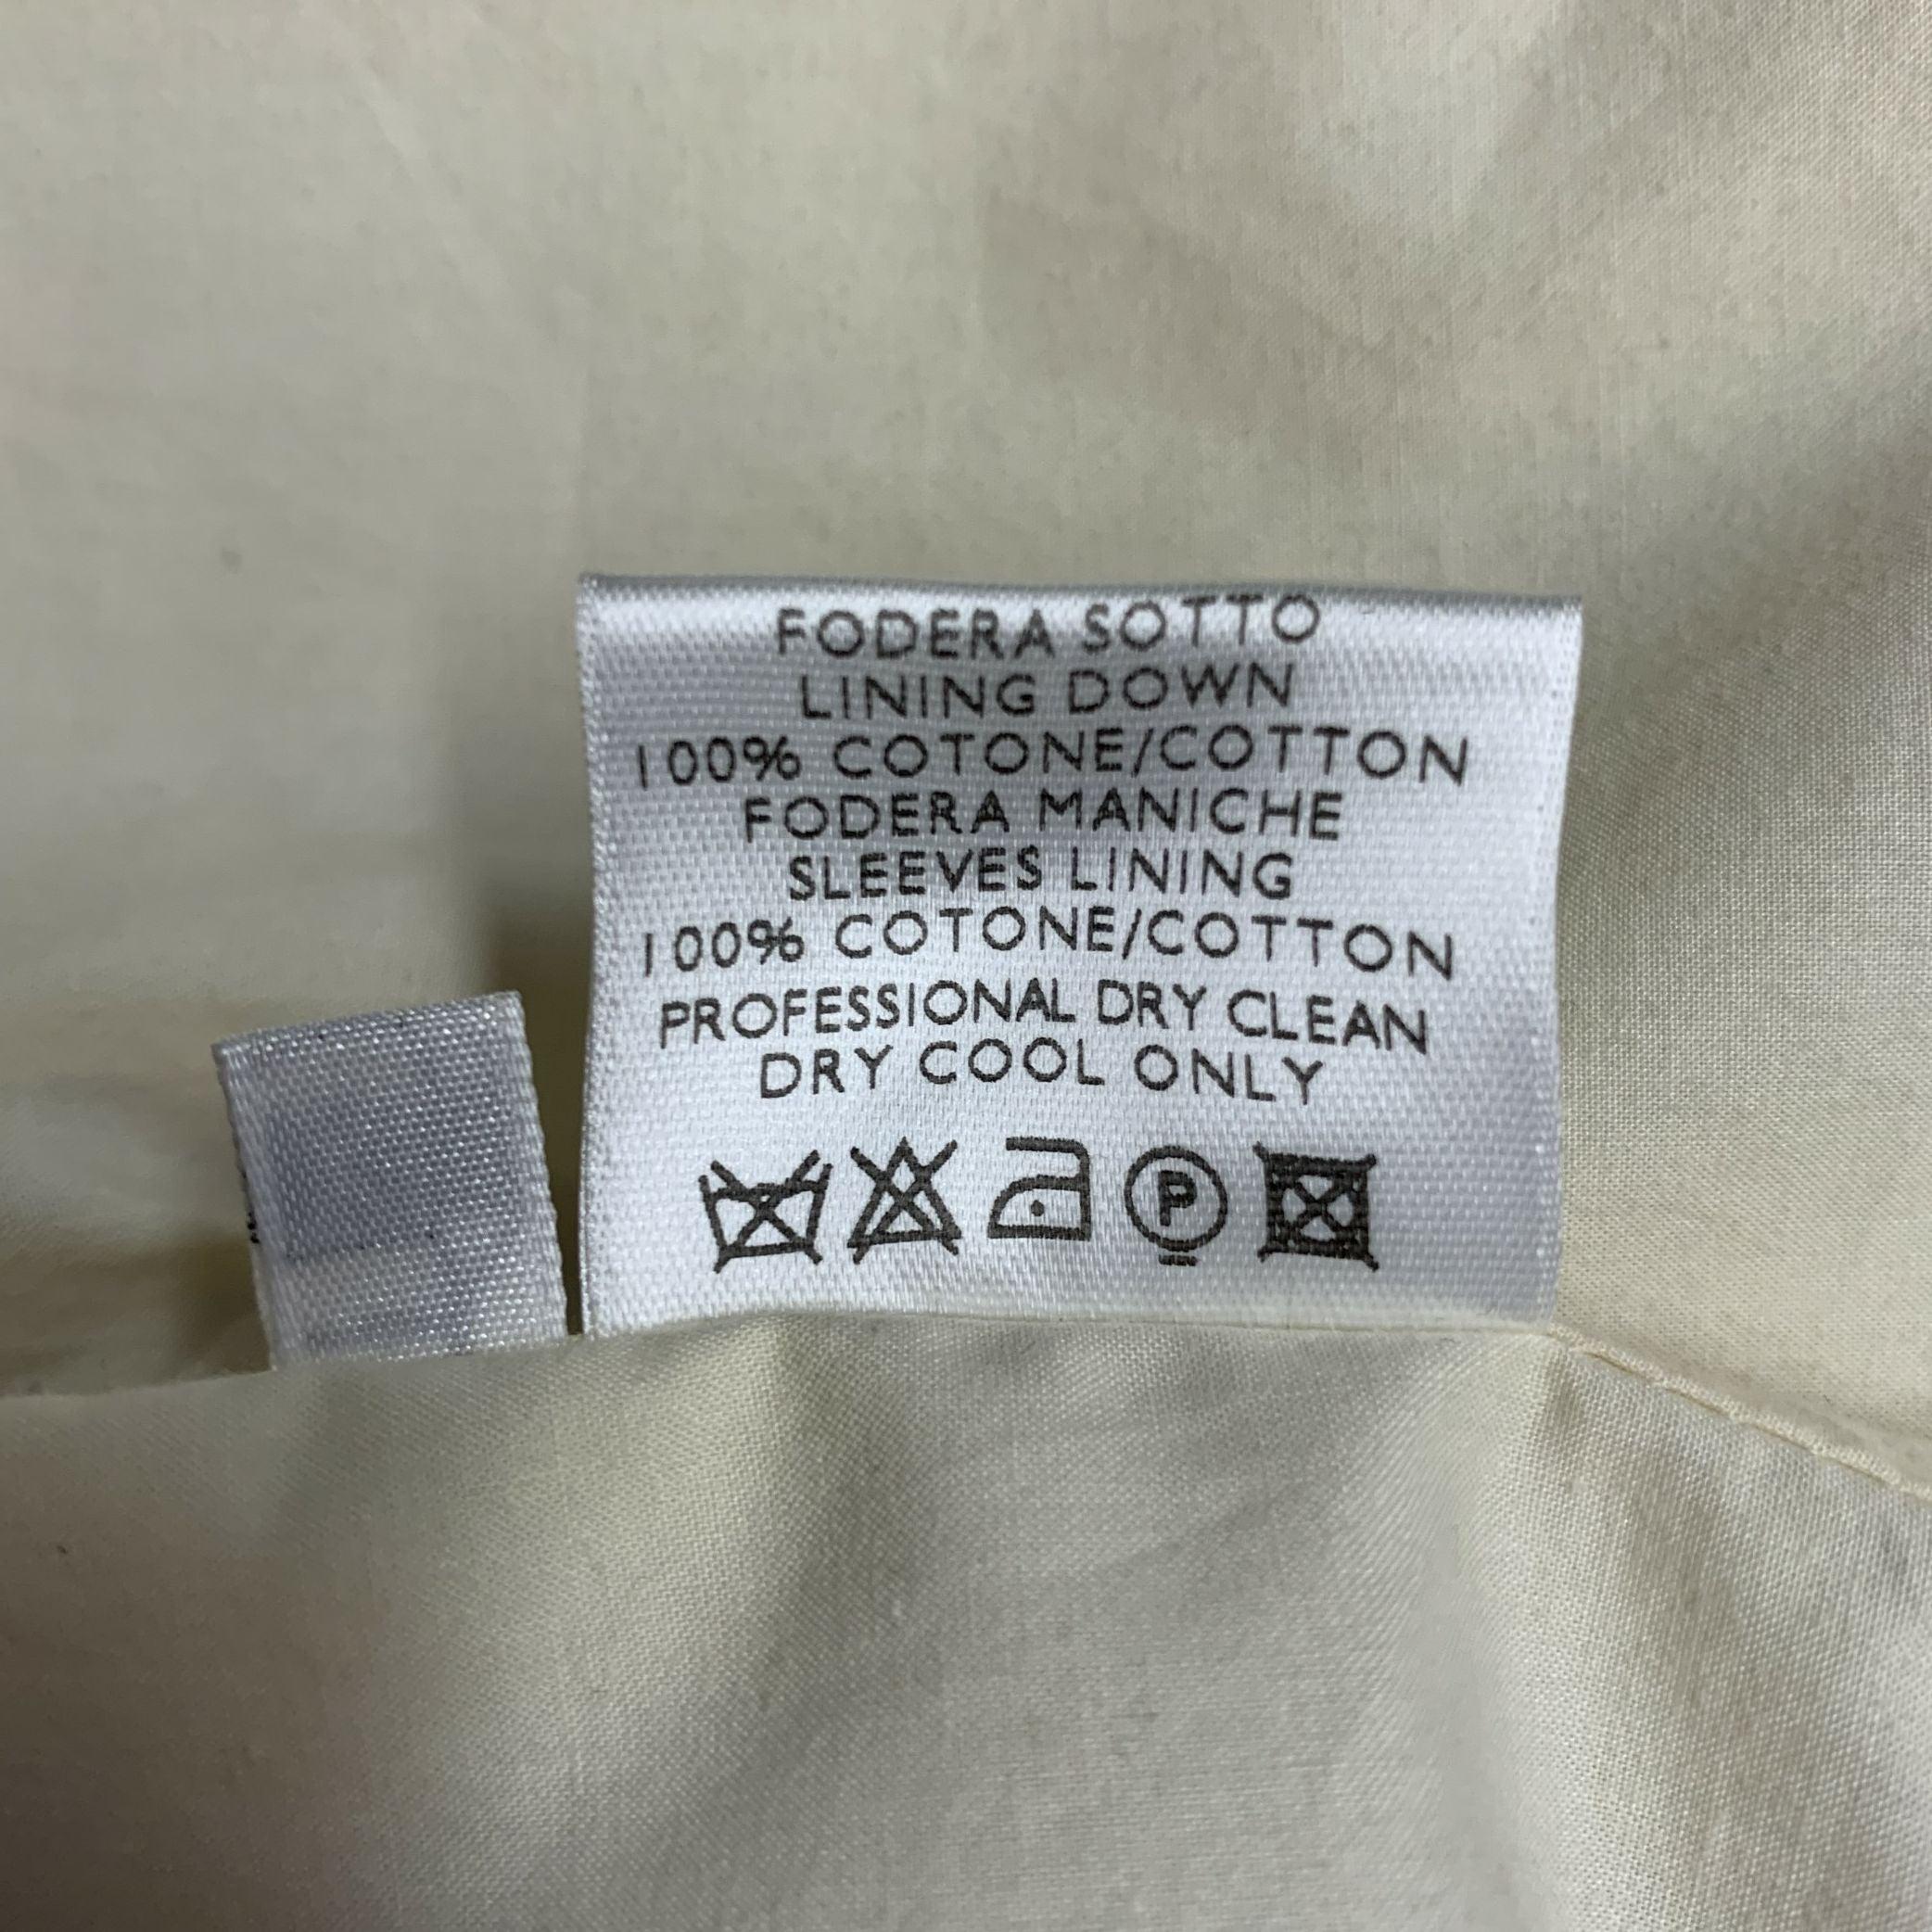 FODERA SOTTO
LINING DOWN
100% COTONE/COTTON
FODERA MANICHE
SLEEVES LINING
100% COTONE/COTTON
PROFESSIONAL DRY CLEAN
DRY COOL ONLY
P